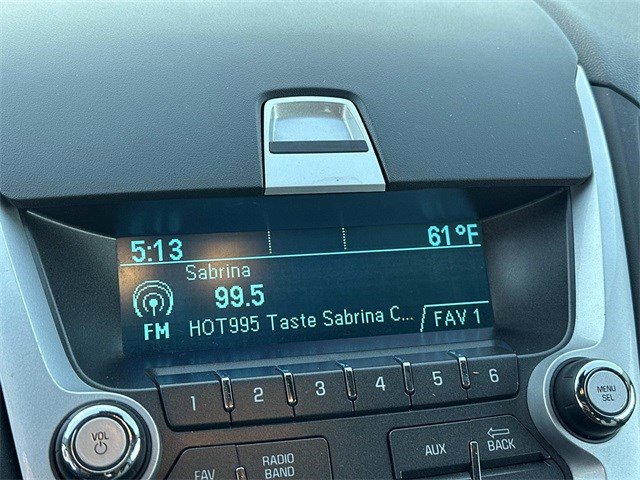 5:13 61°F
Sabrina
99.5
FM HOT995 Taste Sabrina C... FAV 1
1 2 3 4 5 6
VOL
MENU
SEL
FAV RADIO
BAND
AUX BACK